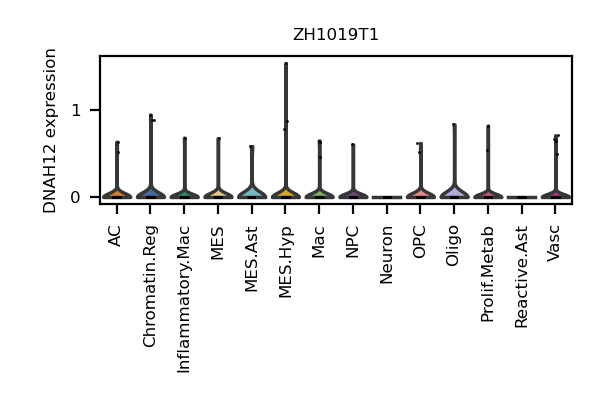 ZH1019T1
DNAH12 expression
1
0
AC
Chromatin.Reg
Inflammatory.Mac
MES
MES.Ast
MES.Hyp
Mac
NPC
Neuron
OPC
Oligo
Prolif.Metab
Reactive.Ast
Vasc